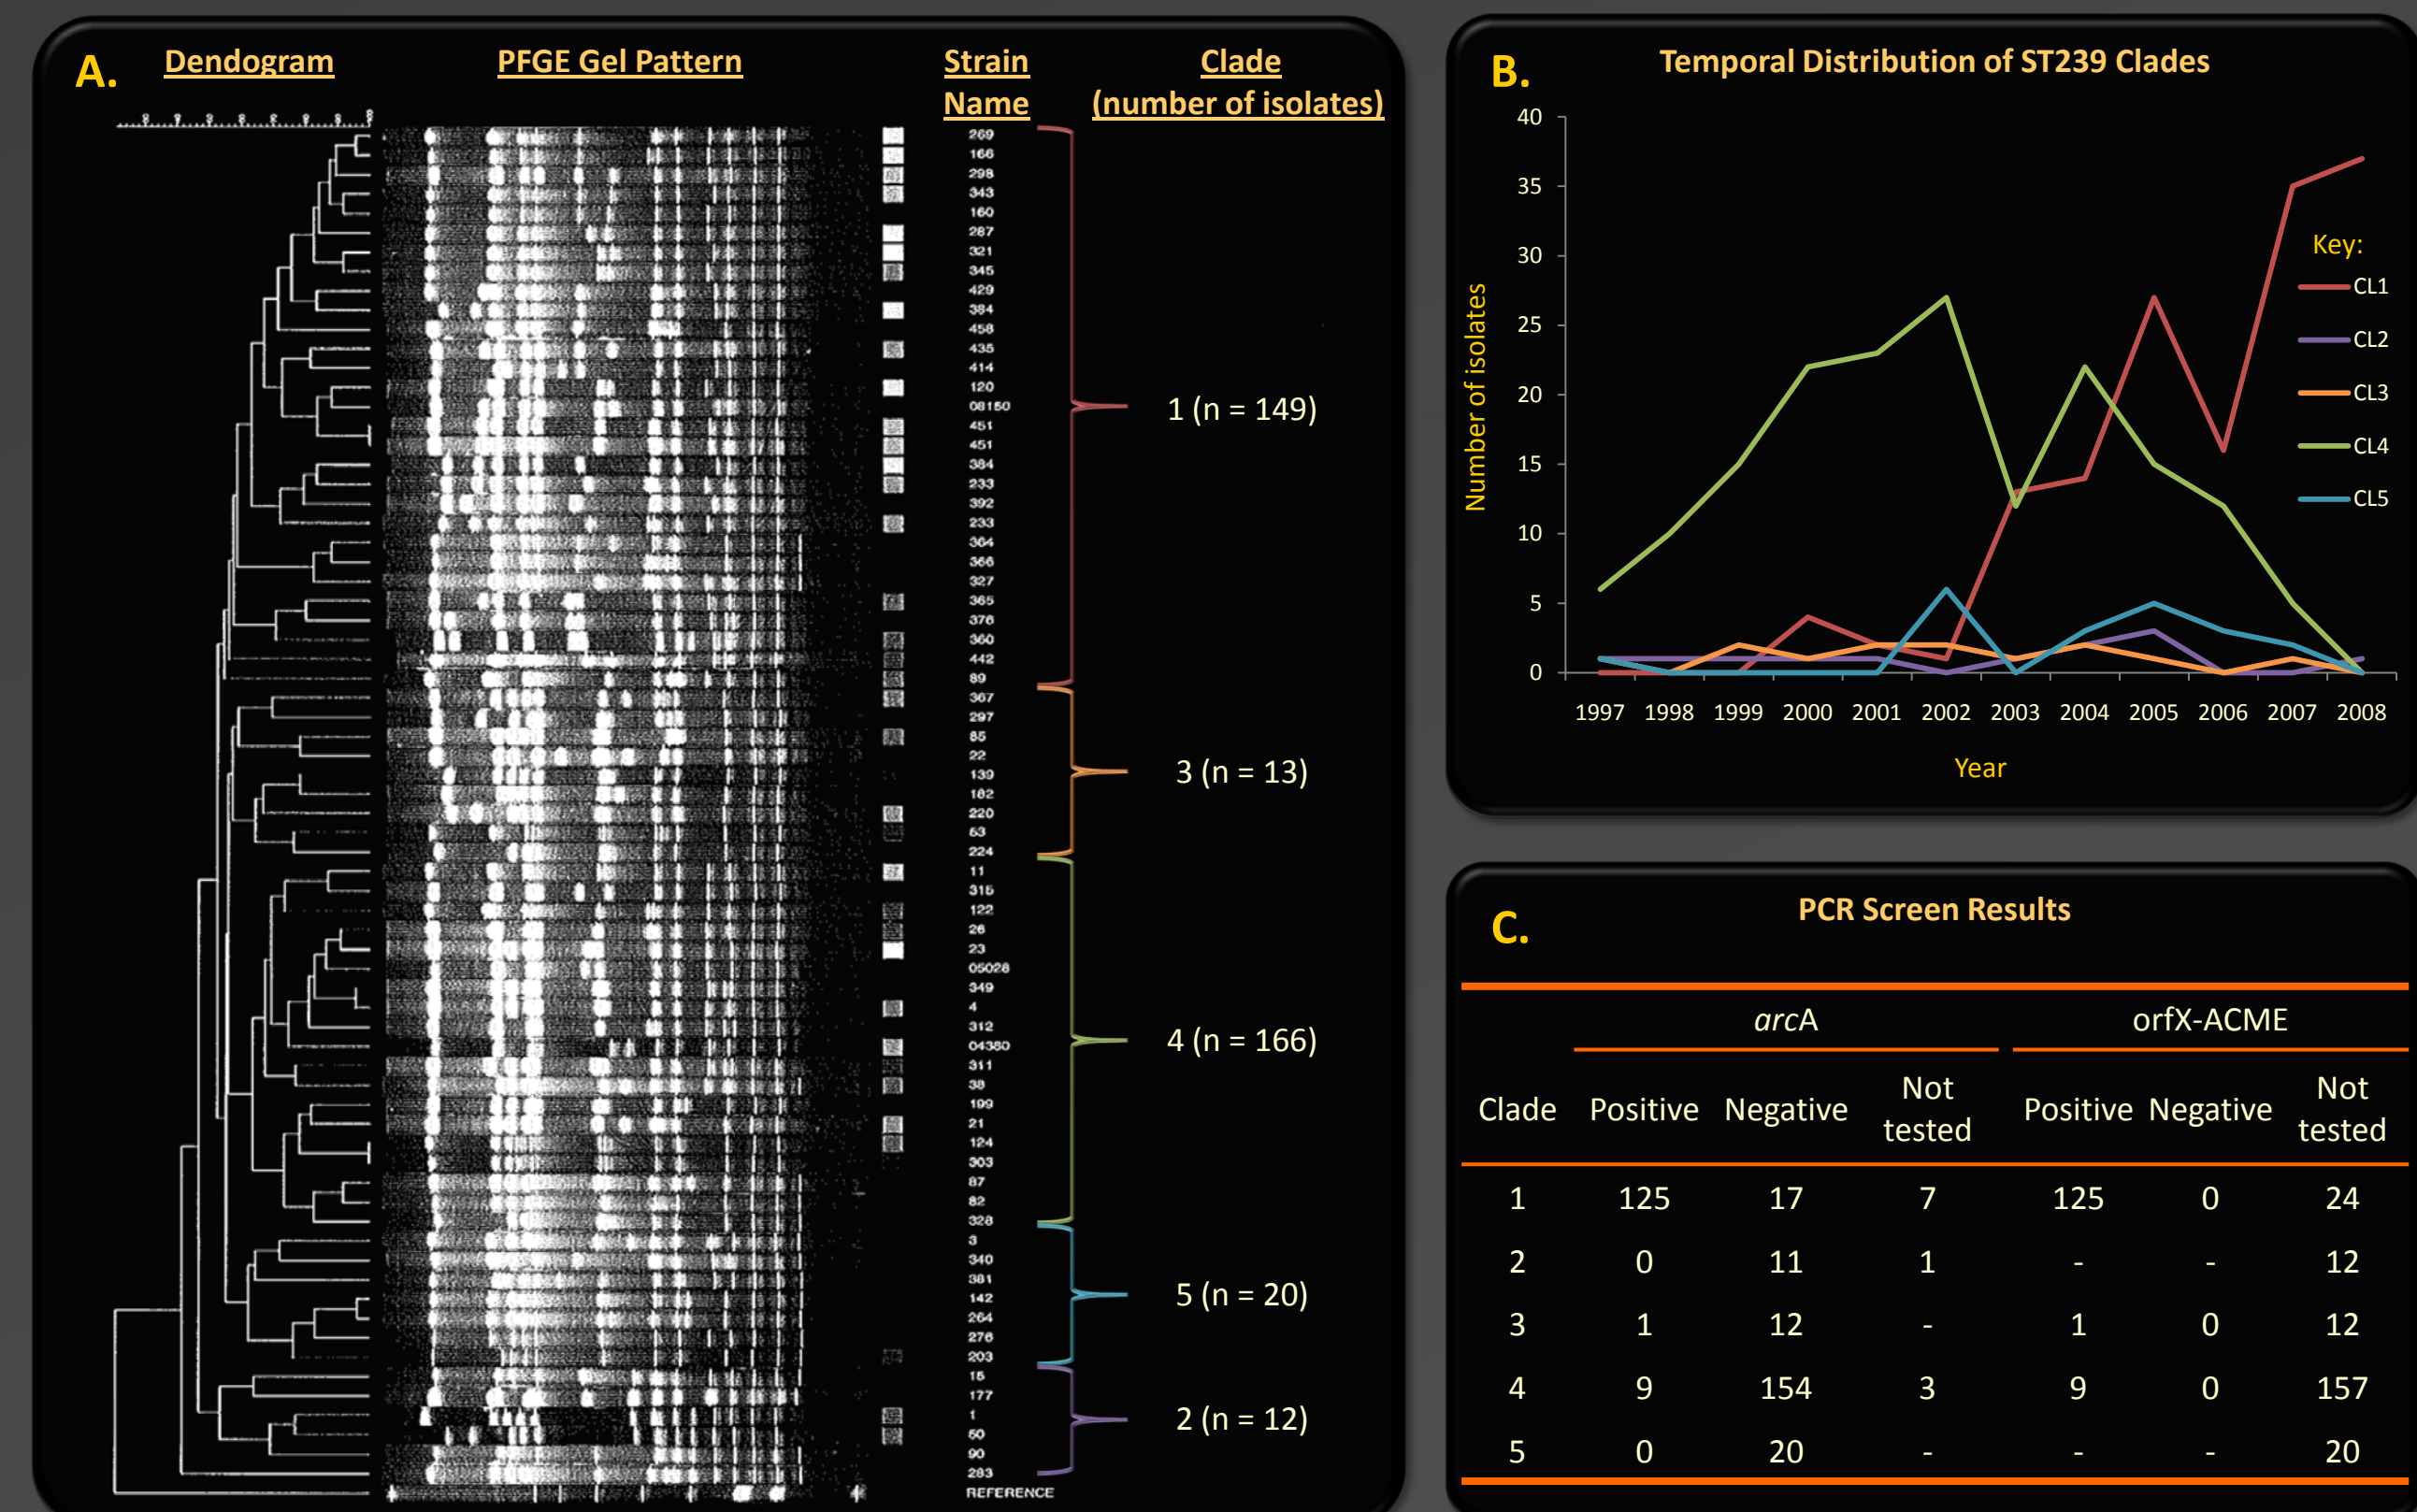 A.
Dendogram
PFGE Gel Pattern
Strain
Name
Clade
(number of isolates)
269
166
298
343
160
287
321
345
429
384
458
435
414
120
08150
451
451
384
233
392
233
364
366
327
365
376
360
442
89
367
297
85
22
139
182
220
63
224
11
315
122
26
23
05028
349
4
312
04380
311
38
199
21
124
303
87
82
328
3
340
381
142
264
276
203
15
177
1
50
90
283
REFERENCE
1 (n = 149)
3 (n = 13)
4 (n = 166)
5 (n = 20)
2 (n = 12)
B.
Temporal Distribution of ST239 Clades
Number of isolates
40
35
30
25
20
15
10
5
0
1997 1998 1999 2000 2001 2002 2003 2004 2005 2006 2007 2008
Year
Key:
CL1
CL2
CL3
CL4
CL5
C.
PCR Screen Results
arcA orfX-ACME
Clade Positive Negative Not tested Positive Negative Not tested
1 125 17 7 125 0 24
2 0 11 1 - - 12
3 1 12 - 1 0 12
4 9 154 3 9 0 157
5 0 20 - - - 20